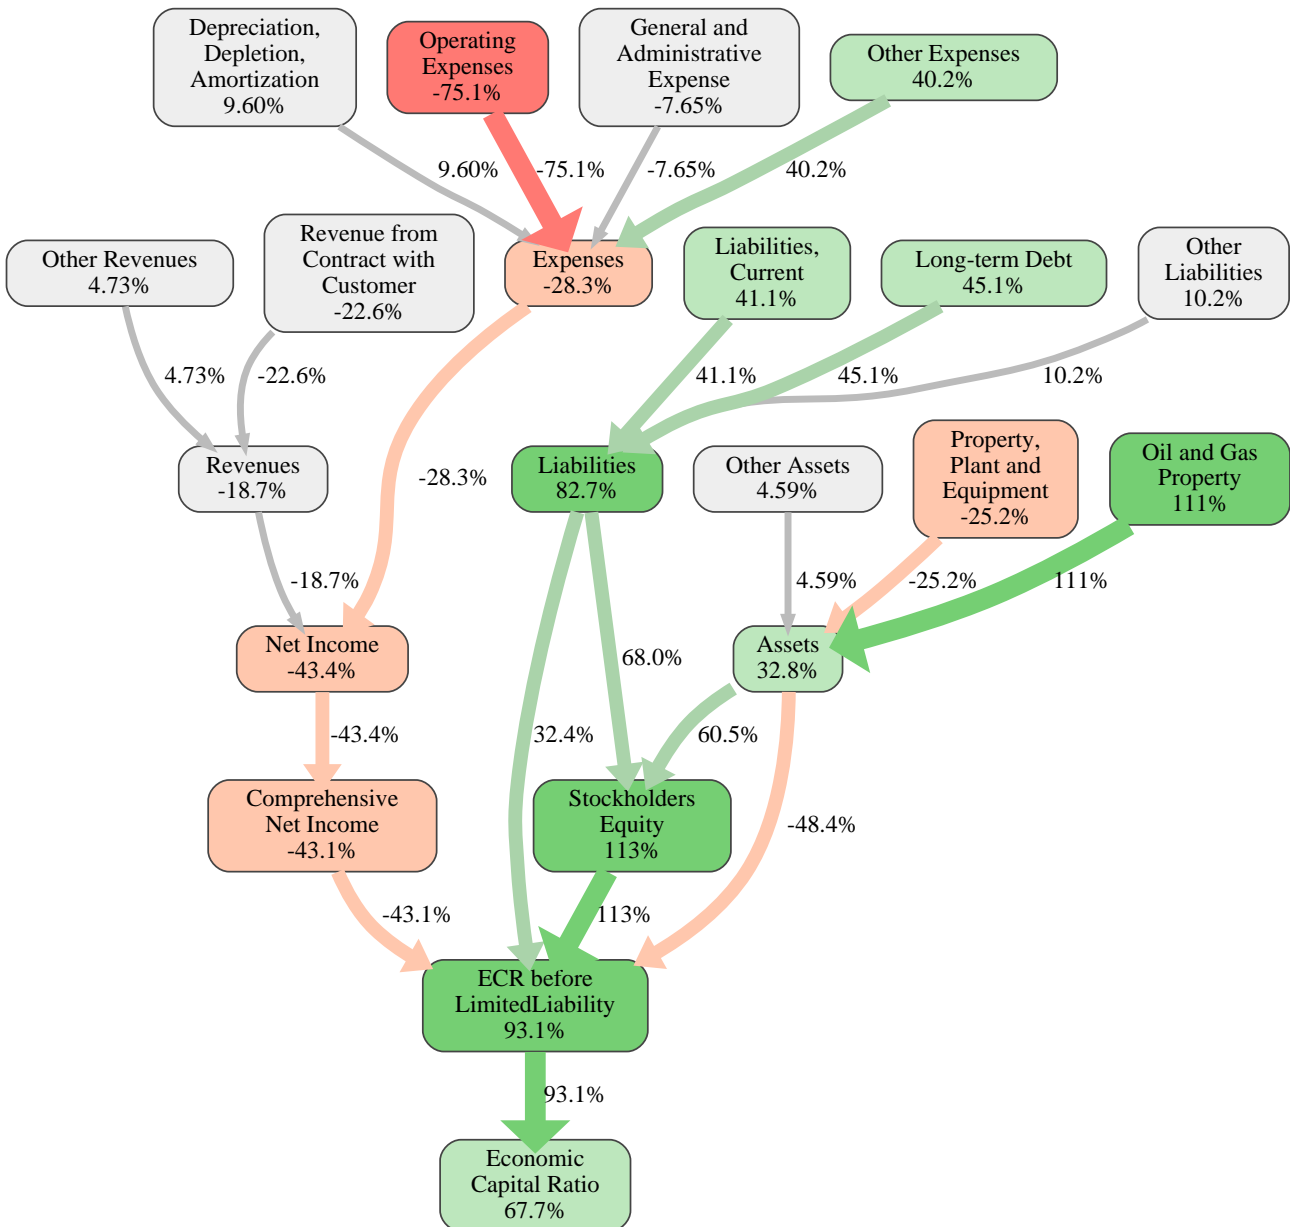 Depreciation,
Depletion,
Amortization
9.60%
Operating
Expenses
-75.1%
General and
Administrative
Expense
-7.65%
Other Expenses
40.2%
9.60%
-75.1%
-7.65%
40.2%
Other Revenues
4.73%
Revenue from
Contract with
Customer
-22.6%
Expenses
-28.3%
Liabilities,
Current
41.1%
Long-term Debt
45.1%
Other
Liabilities
10.2%
4.73%
-22.6%
41.1%
45.1%
10.2%
Revenues
-18.7%
-28.3%
Liabilities
82.7%
Other Assets
4.59%
Property,
Plant and
Equipment
-25.2%
Oil and Gas
Property
111%
-18.7%
4.59%
-25.2%
111%
Net Income
-43.4%
68.0%
Assets
32.8%
-43.4%
32.4%
60.5%
Comprehensive
Net Income
-43.1%
Stockholders
Equity
113%
-48.4%
-43.1%
113%
ECR before
LimitedLiability
93.1%
93.1%
Economic
Capital Ratio
67.7%